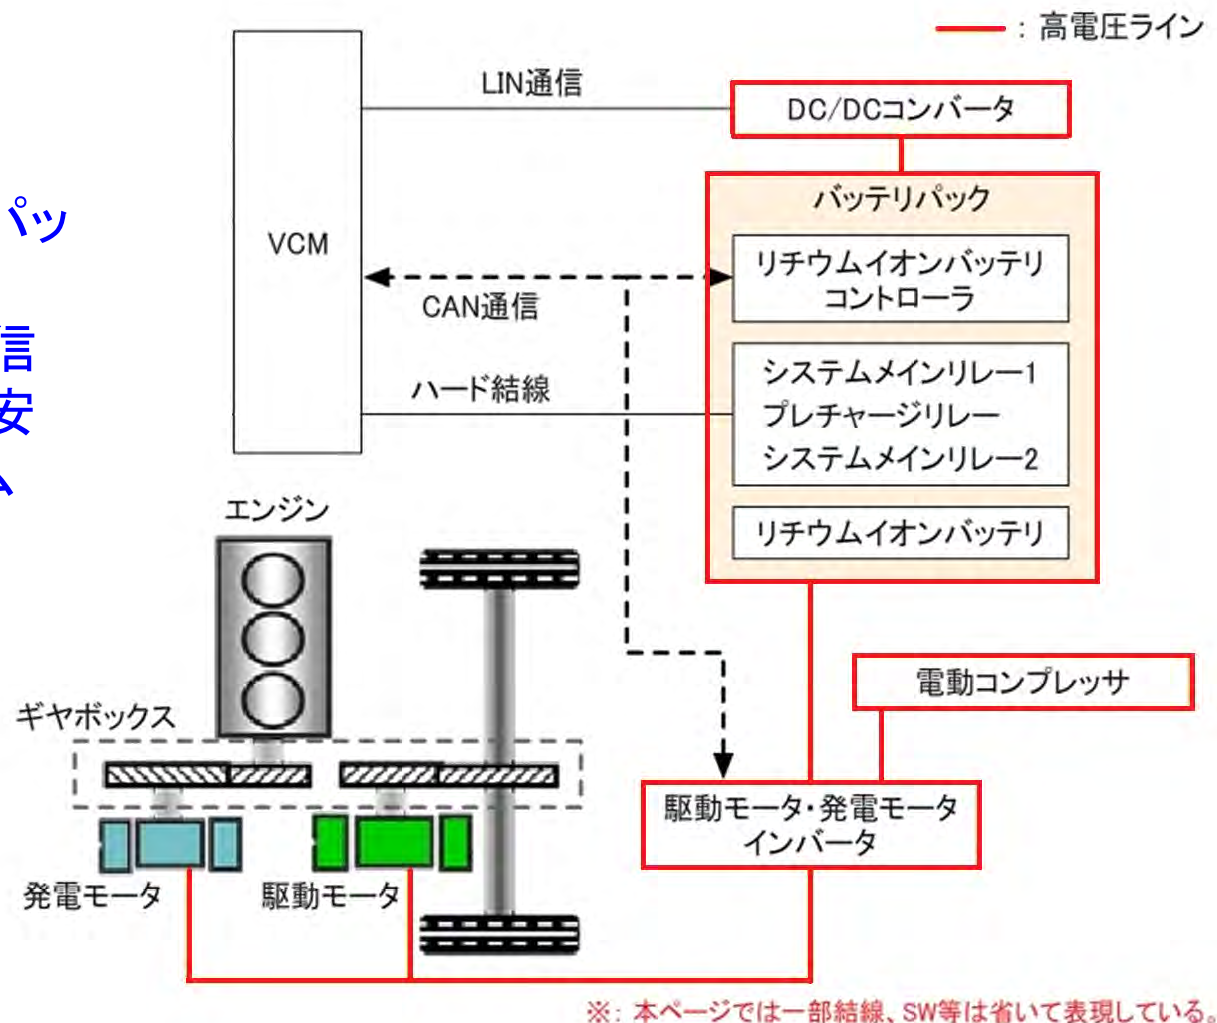 : 高電圧ライン
LIN通信
DC/DCコンバータ
バッテリパック
パッ
VCM
リチウムイオンバッテリ
コントローラ
CAN通信
信
システムメインリレー1
ハード結線
安
プレチャージリレー
システムメインリレー2
ム
エンジン
リチウムイオンバッテリ
電動コンプレッサ
ギヤボックス
駆動モータ・発電モータ
インバータ
発電モータ
駆動モータ
※: 本ページでは一部結線、SW等は省いて表現している。